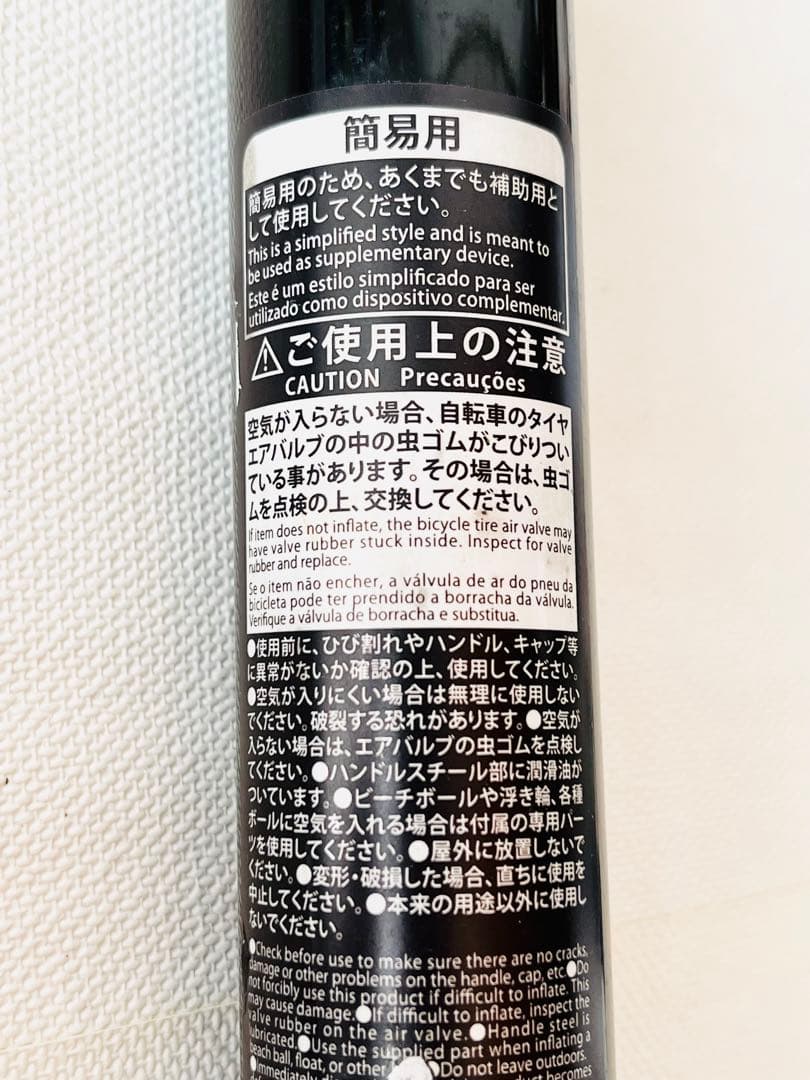 簡易用
簡易用のため、あくまでも補助用と
して使用してください。
This is a simplified style and is meant to
be used as supplementary device.
Este é um estilo simplificado para ser
utilizado como dispositivo complementar.
⚠ご使用上の注意
CAUTION Precauções
空気が入らない場合、自転車のタイヤ
エアバルブの中の虫ゴムがこびりつい
ている事があります。その場合は、虫ゴ
ムを点検の上、交換してください。
If item does not inflate, the bicycle tire air valve may
have valve rubber stuck inside. Inspect for valve
rubber and replace.
Se o item não encher, a válvula de ar do pneu da
bicicleta pode ter prendido a borracha da válvula.
Verifique a válvula de borracha e substitua.
●使用前に、ひび割れやハンドル、キャップ等
に異常がないか確認の上、使用してください。
●空気が入りにくい場合は無理に使用しない
でください。破裂する恐れがあります。●空気が
入らない場合は、エアバルブの虫ゴムを点検し
てください。●ハンドルスチール部に潤滑油が
ついています。●ビーチボールや浮き輪、各種
ボールに空気を入れる場合は付属の専用パー
ツを使用してください。●屋外に放置しないで
ください。●変形・破損した場合、直ちに使用を
中止してください。●本来の用途以外に使用し
ないでください。
●Check before use to make sure there are no cracks,
damage or other problems on the handle, cap, etc.●Do
not forcibly use this product if difficult to inflate. This
may cause damage.●If difficult to inflate, inspect the
valve rubber on the air valve.●Handle steel is
lubricated.●Use the supplied part when inflating a
beach ball, float, or other ●Do not leave outdoors.
●Immediately becomes